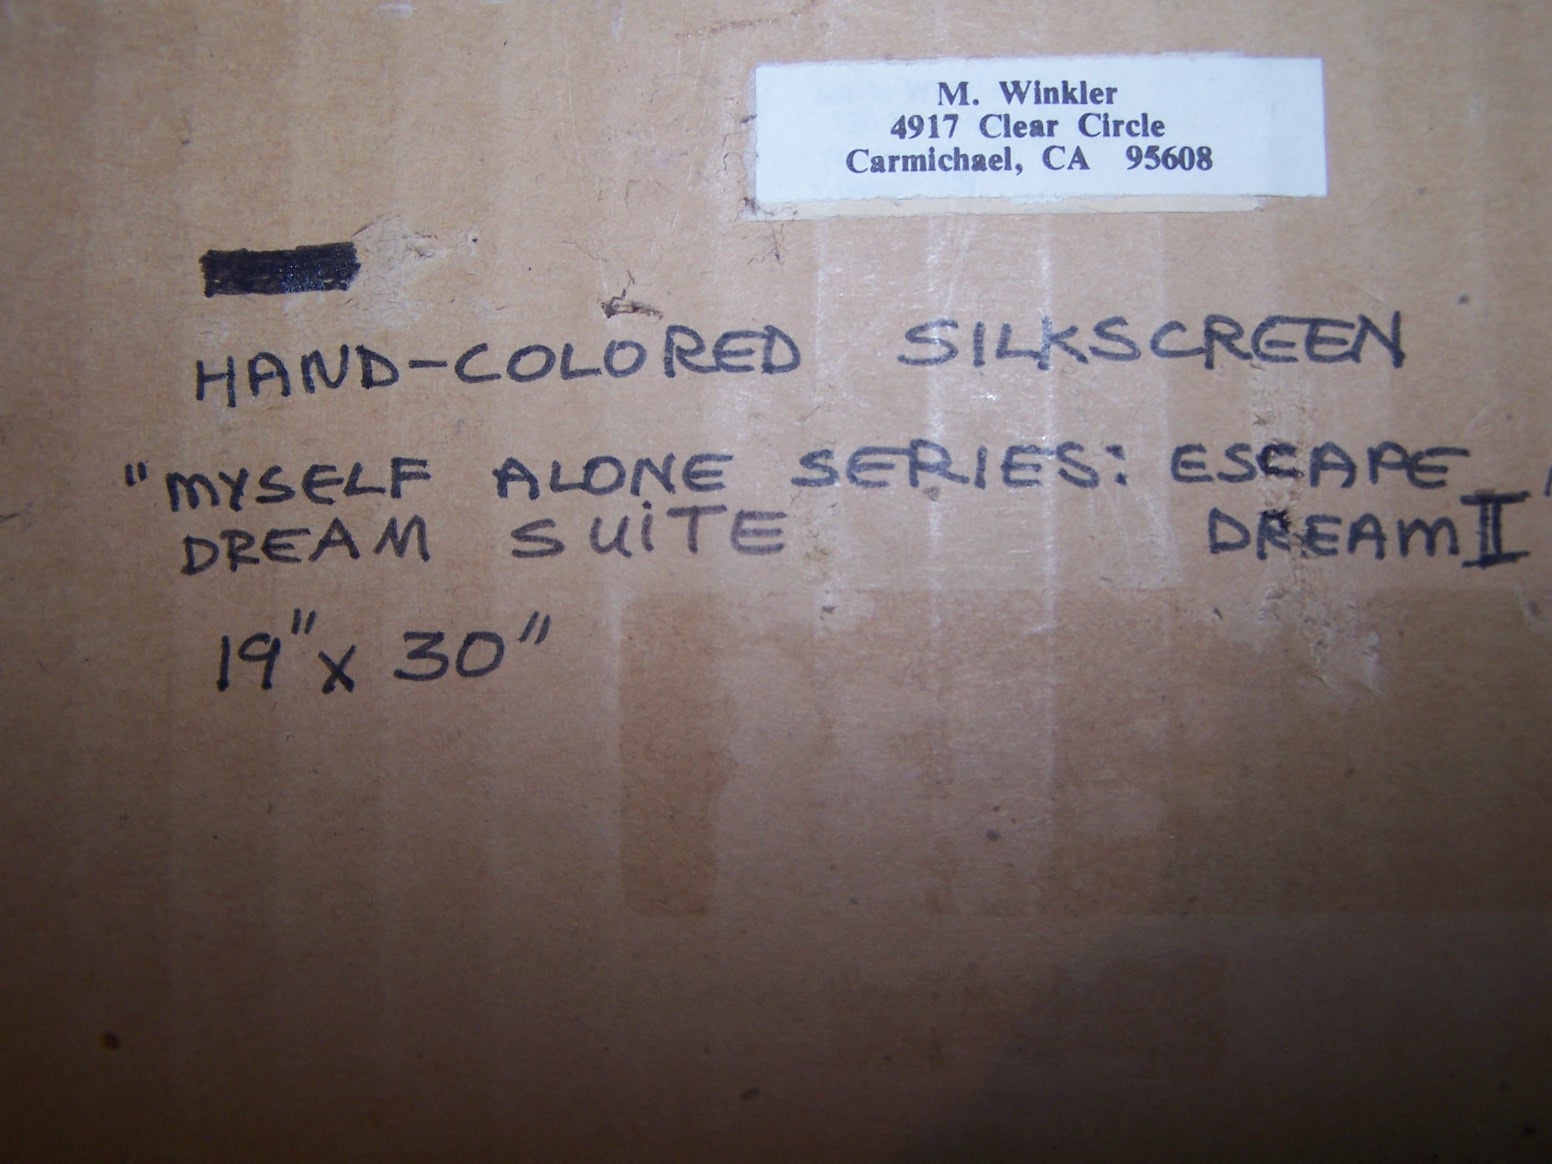 M. Winkler
4917 Clear Circle
Carmichael, CA 95608
HAND-COLORED SILKSCREEN
"MYSELF ALONE SERIES: ESCAPE
DREAM SUITE DREAM II
19" x 30"